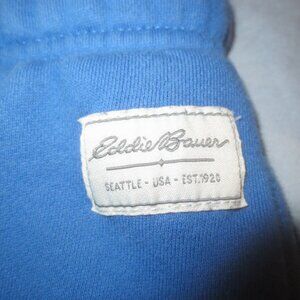 Eddie Bauer
SEATTLE - USA - EST.1920